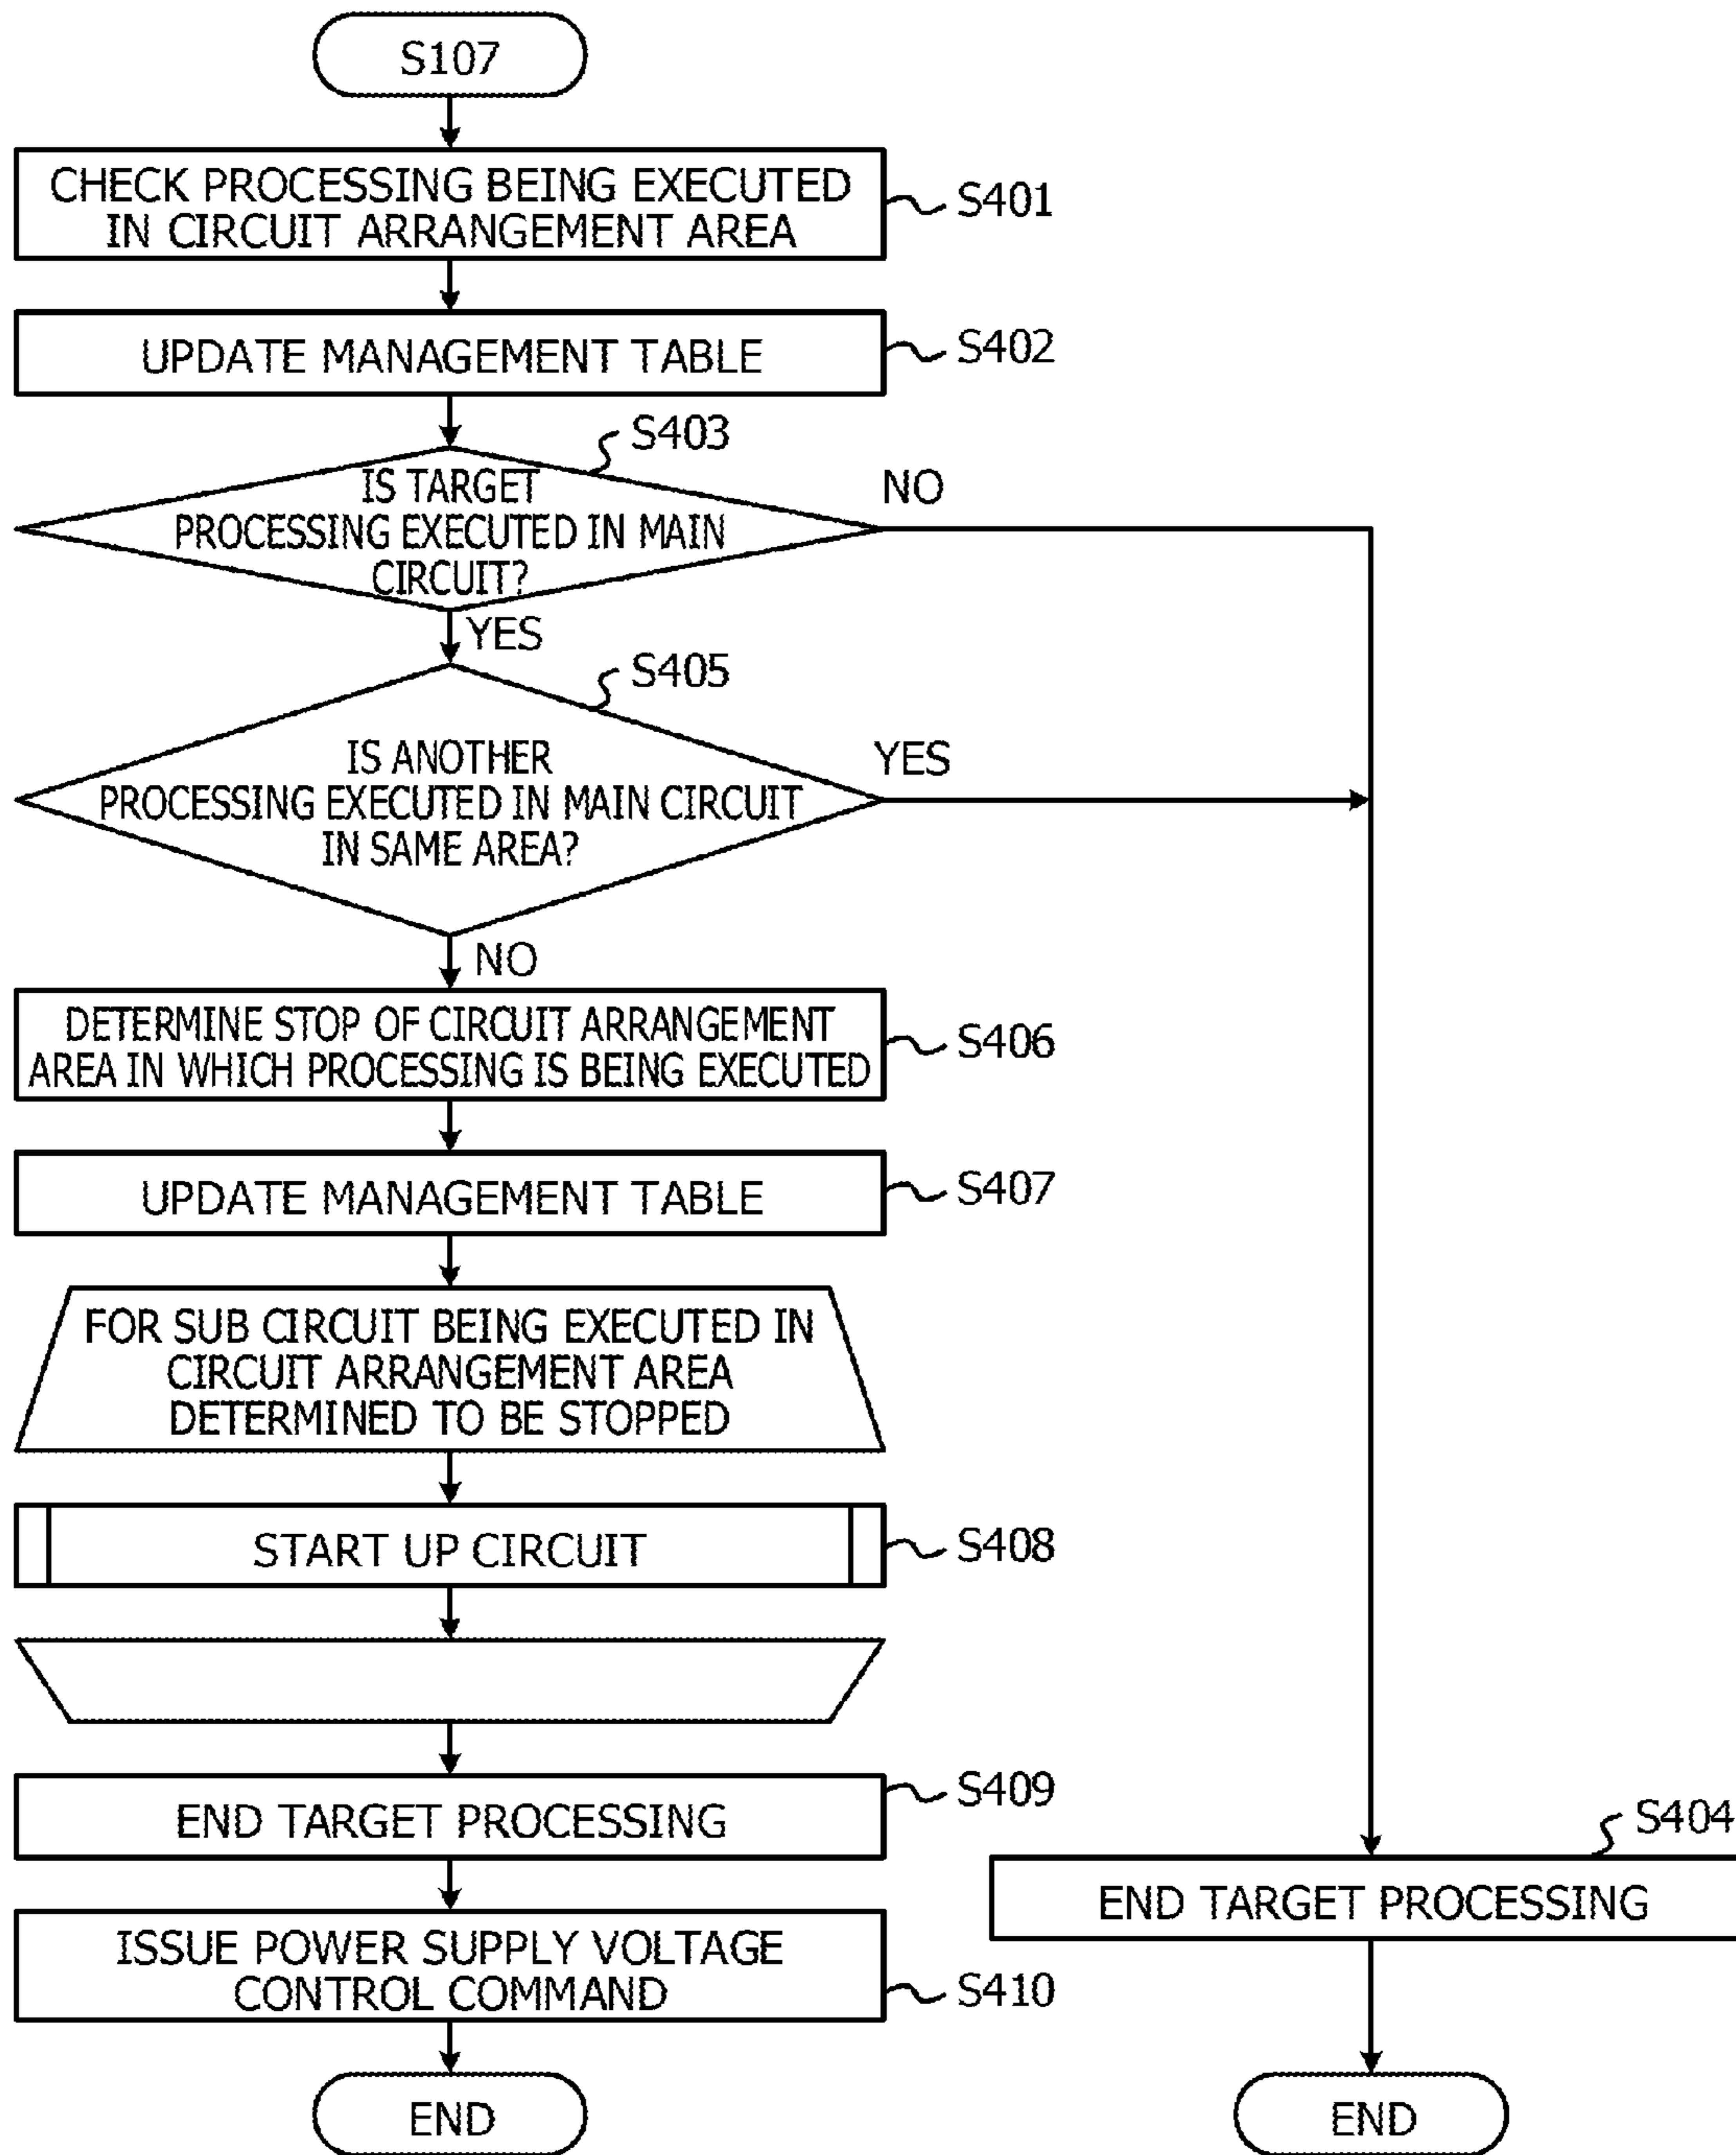 S107
CHECK PROCESSING BEING EXECUTED
IN CIRCUIT ARRANGEMENT AREA
S401
UPDATE MANAGEMENT TABLE
S402
S403
IS TARGET
PROCESSING EXECUTED IN MAIN
CIRCUIT?
NO
YES
S405
IS ANOTHER
PROCESSING EXECUTED IN MAIN CIRCUIT
IN SAME AREA?
YES
NO
DETERMINE STOP OF CIRCUIT ARRANGEMENT
AREA IN WHICH PROCESSING IS BEING EXECUTED
S406
UPDATE MANAGEMENT TABLE
S407
FOR SUB CIRCUIT BEING EXECUTED IN
CIRCUIT ARRANGEMENT AREA
DETERMINED TO BE STOPPED
START UP CIRCUIT
S408
END TARGET PROCESSING
S409
S404
END TARGET PROCESSING
ISSUE POWER SUPPLY VOLTAGE
CONTROL COMMAND
S410
END
END